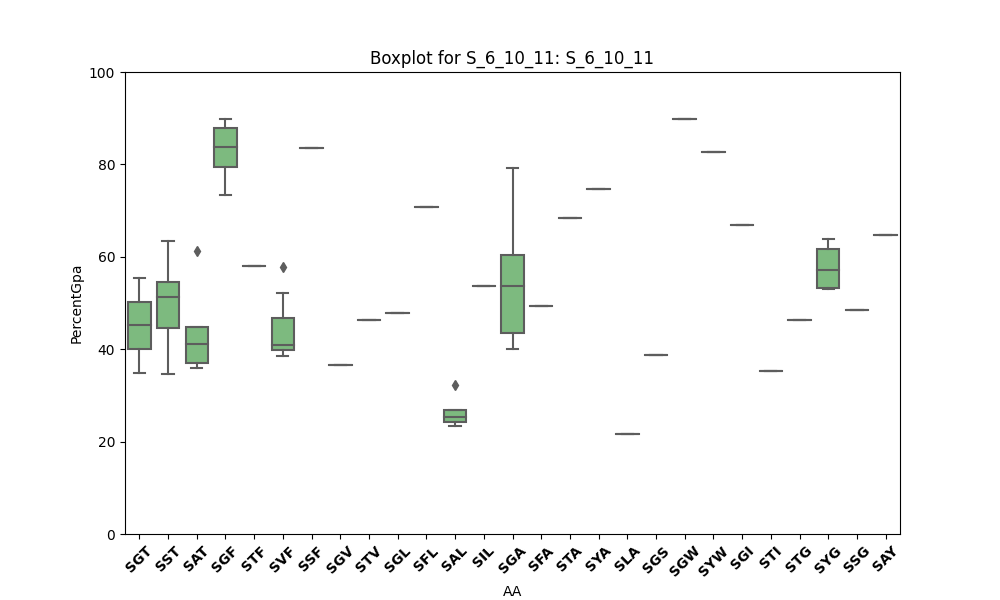 Boxplot for S_6_10_11: S_6_10_11
100
80
60
40
20
0
PercentGpa
SGT SST SAT SGF STF SVF SSF SGV STV SGL SFL SAL SIL SGA SFA STA SYA SLA SGS SGW SYW SGI STI STG SYG SSG SAY
AA